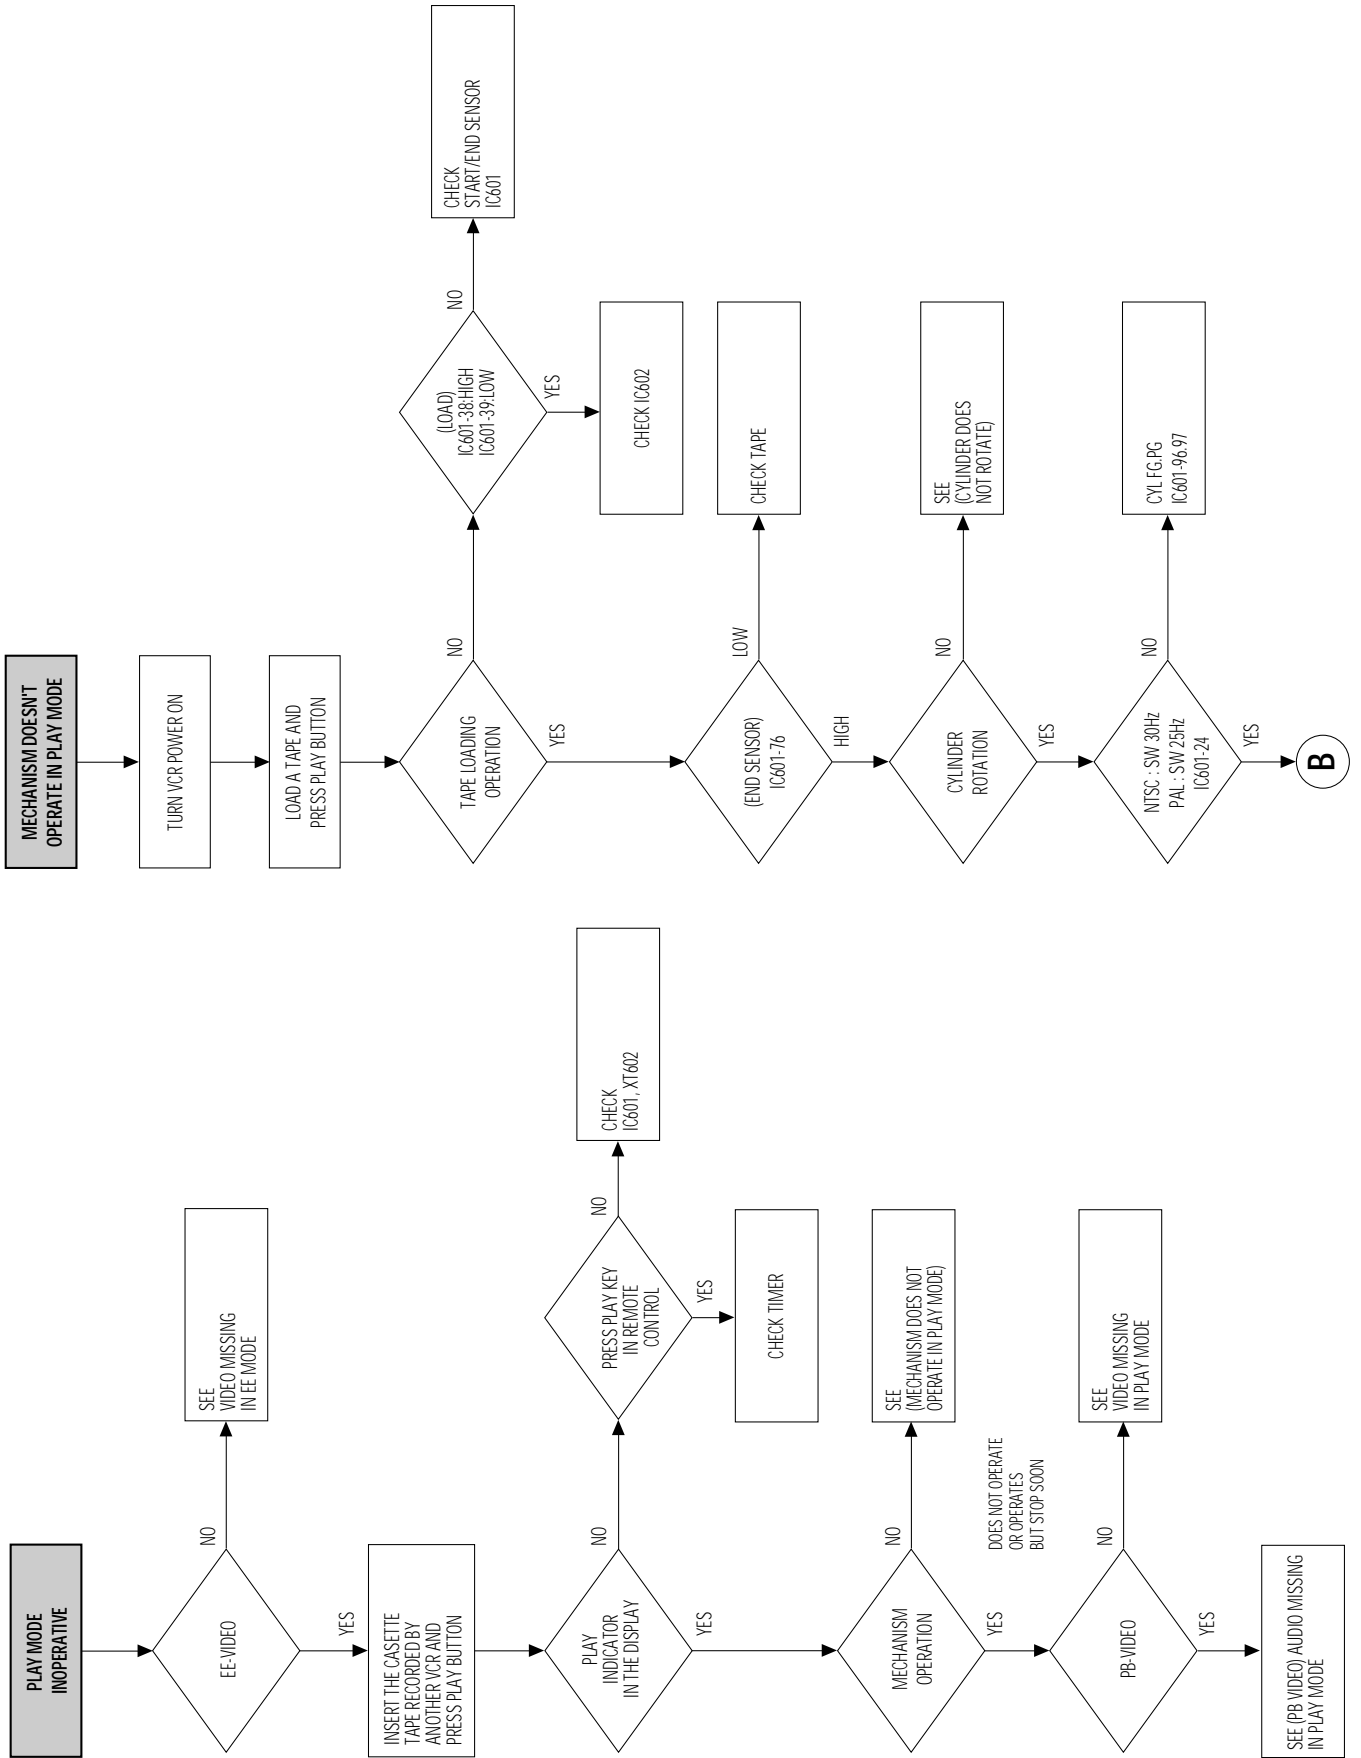 PLAY MODE
INOPERATIVE
EE-VIDEO
NO
SEE
VIDEO MISSING
IN EE MODE
YES
INSERT THE CASETTE
TAPE RECORDED BY
ANOTHER VCR AND
PRESS PLAY BUTTON
PLAY
INDICATOR
IN THE DISPLAY
NO
PRESS PLAY KEY
IN REMOTE
CONTROL
NO
CHECK
IC601, XT602
YES
CHECK TIMER
YES
MECHANISM
OPERATION
NO
SEE
(MECHANISM DOES NOT
OPERATE IN PLAY MODE)
DOES NOT OPERATE
OR OPERATES
BUT STOP SOON
YES
PB-VIDEO
NO
SEE
VIDEO MISSING
IN PLAY MODE
YES
SEE (PB VIDEO) AUDIO MISSING
IN PLAY MODE
MECHANISM DOESN'T
OPERATE IN PLAY MODE
TURN VCR POWER ON
LOAD A TAPE AND
PRESS PLAY BUTTON
TAPE LOADING
OPERATION
NO
(LOAD)
IC601-38:HIGH
IC601-39:LOW
NO
CHECK
START/END SENSOR
IC601
YES
CHECK IC602
YES
(END SENSOR)
IC601-76
LOW
CHECK TAPE
HIGH
CYLINDER
ROTATION
NO
SEE
(CYLINDER DOES
NOT ROTATE)
YES
NTSC : SW 30Hz
PAL : SW 25Hz
IC601-24
NO
CYL FG.PG
IC601-96.97
YES
B